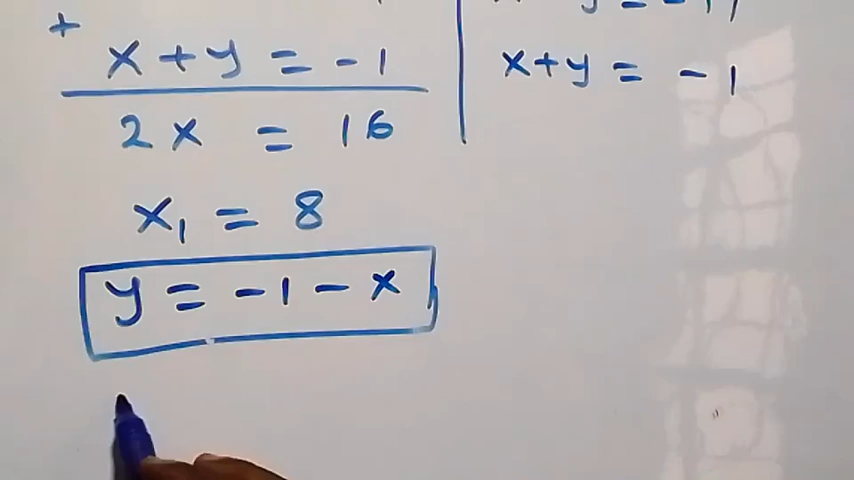 +
x + y = -1
2x = 16
x₁ = 8
y = -1 - x
x+y = -1